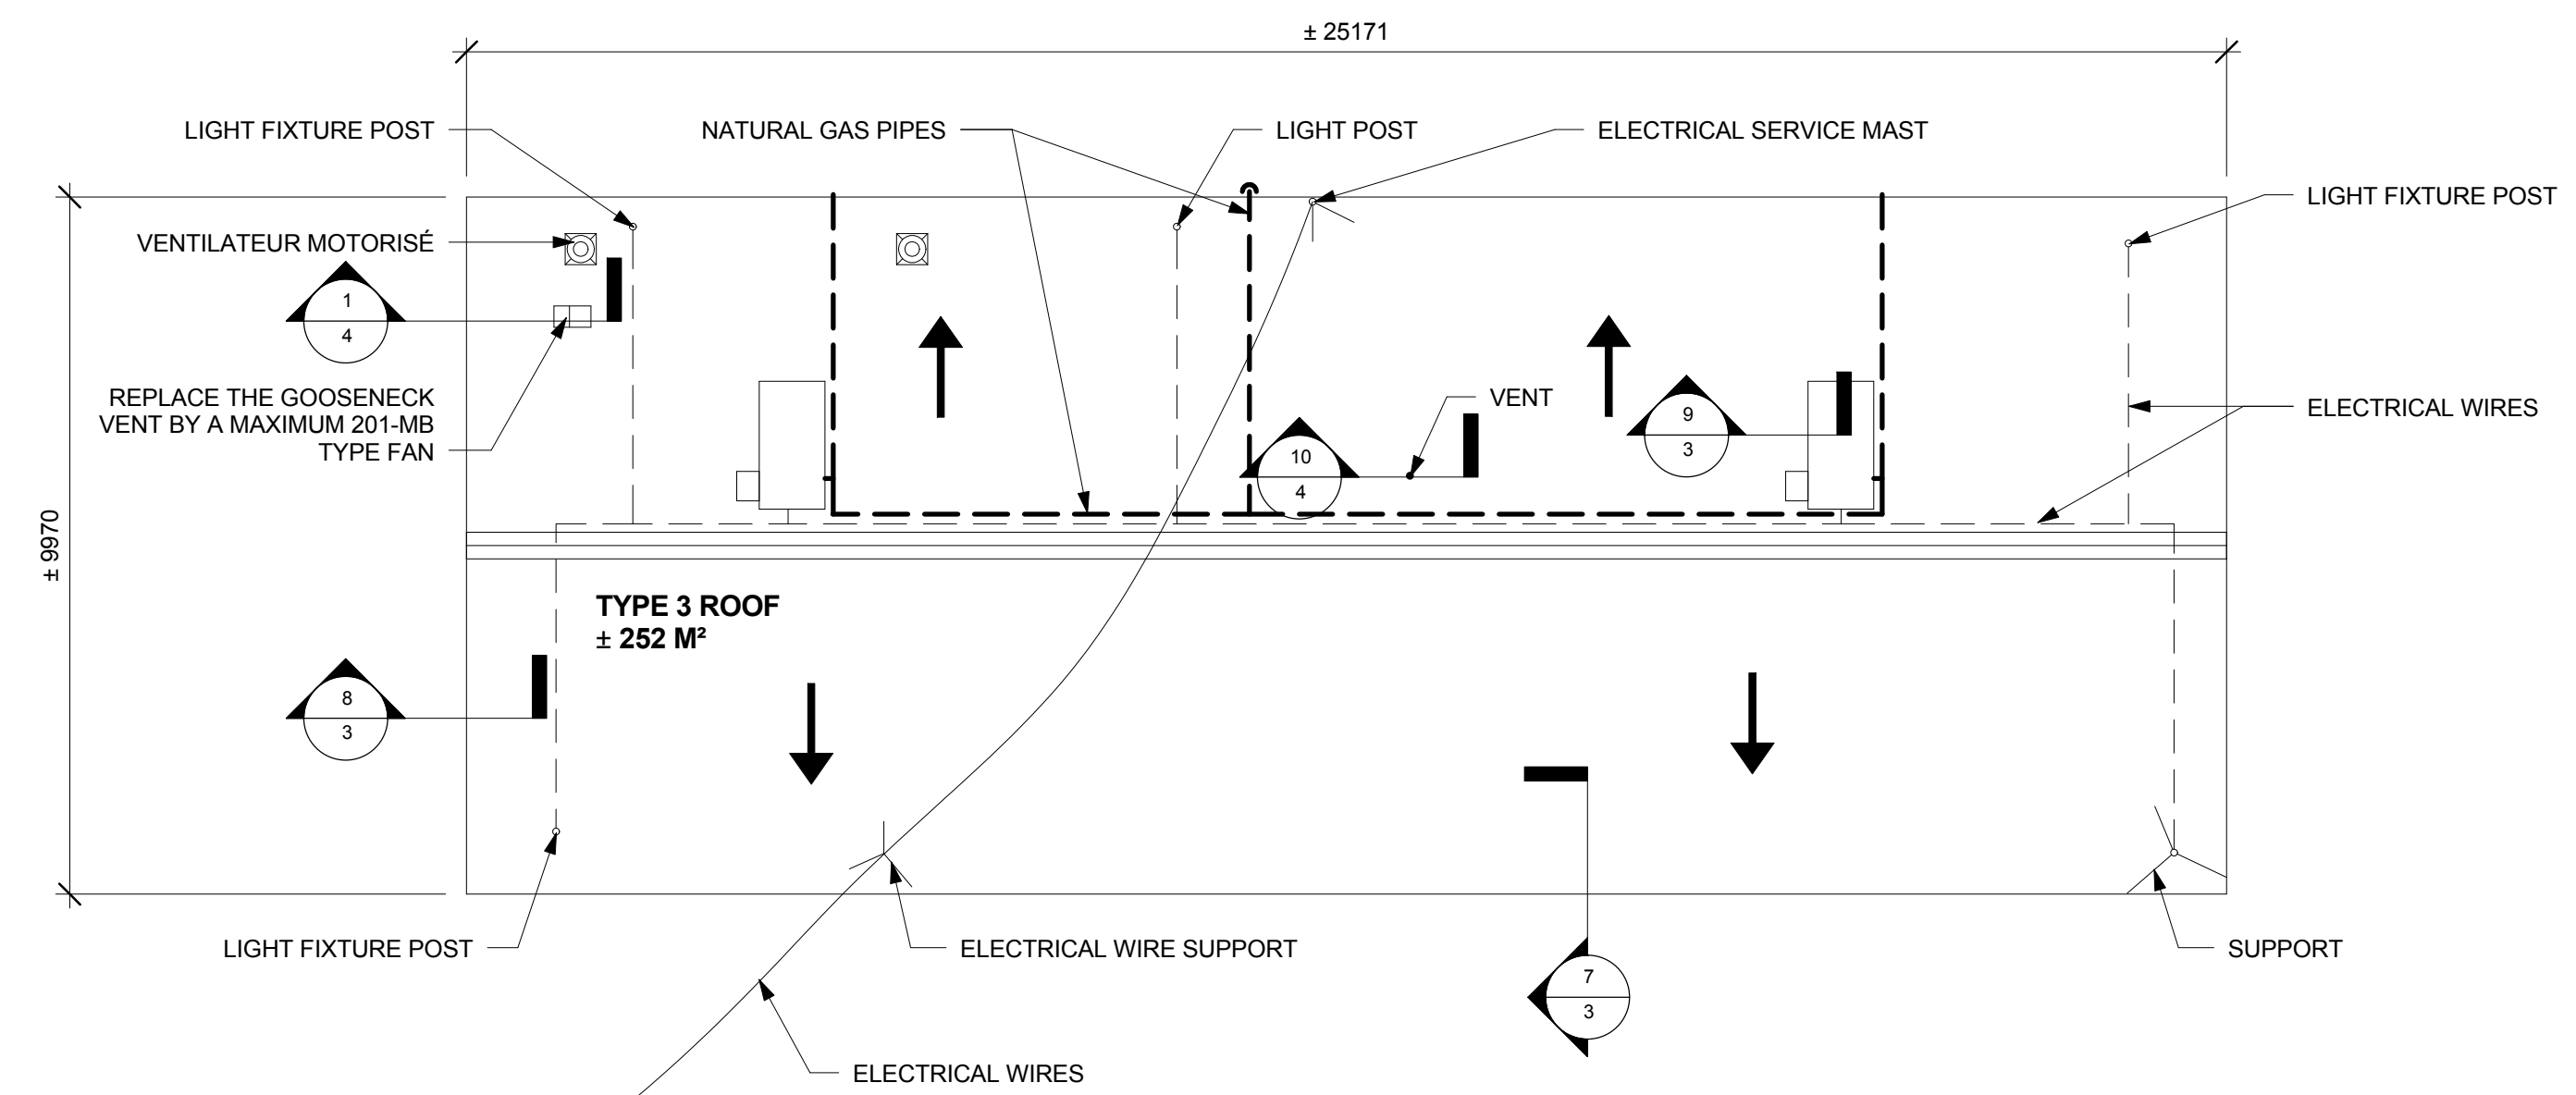 ± 25171
LIGHT FIXTURE POST
NATURAL GAS PIPES
LIGHT POST
ELECTRICAL SERVICE MAST
LIGHT FIXTURE POST
VENTILATEUR MOTORISÉ
1
4
REPLACE THE GOOSENECK
VENT BY A MAXIMUM 201-MB
TYPE FAN
VENT
9
3
ELECTRICAL WIRES
10
4
± 9970
TYPE 3 ROOF
± 252 M²
8
3
LIGHT FIXTURE POST
ELECTRICAL WIRE SUPPORT
SUPPORT
7
3
ELECTRICAL WIRES